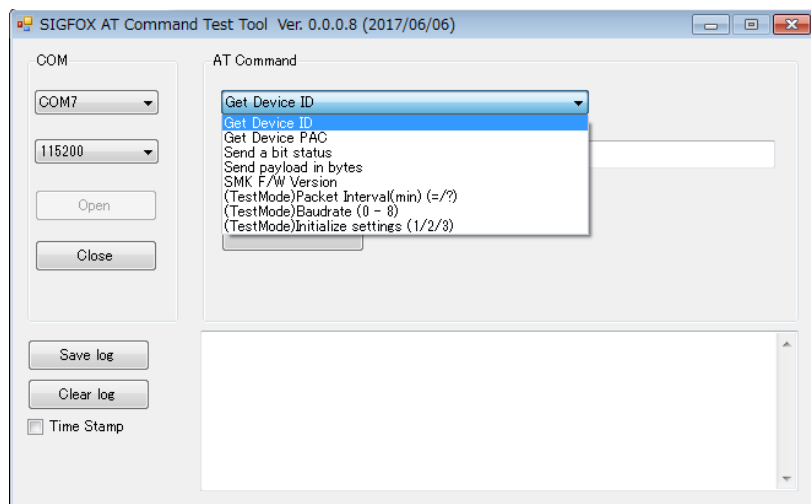 SIGFOX AT Command Test Tool Ver. 0.0.0.8 (2017/06/06)
COM
COM7
115200
Open
Close
AT Command
Get Device ID
Get Device ID
Get Device PAC
Send a bit status
Send payload in bytes
SMK F/W Version
(TestMode)Packet Interval(min) (=/?)
(TestMode)Baudrate (0 - 8)
(TestMode)Initialize settings (1/2/3)
Save log
Clear log
Time Stamp